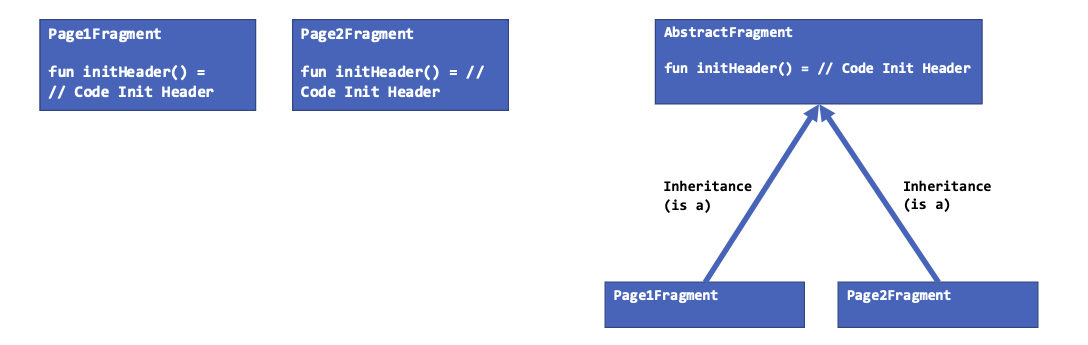 Page1Fragment
fun initHeader() =
// Code Init Header
Page2Fragment
fun initHeader() = //
Code Init Header
AbstractFragment
fun initHeader() = // Code Init Header
Inheritance
(is a)
Inheritance
(is a)
Page1Fragment
Page2Fragment